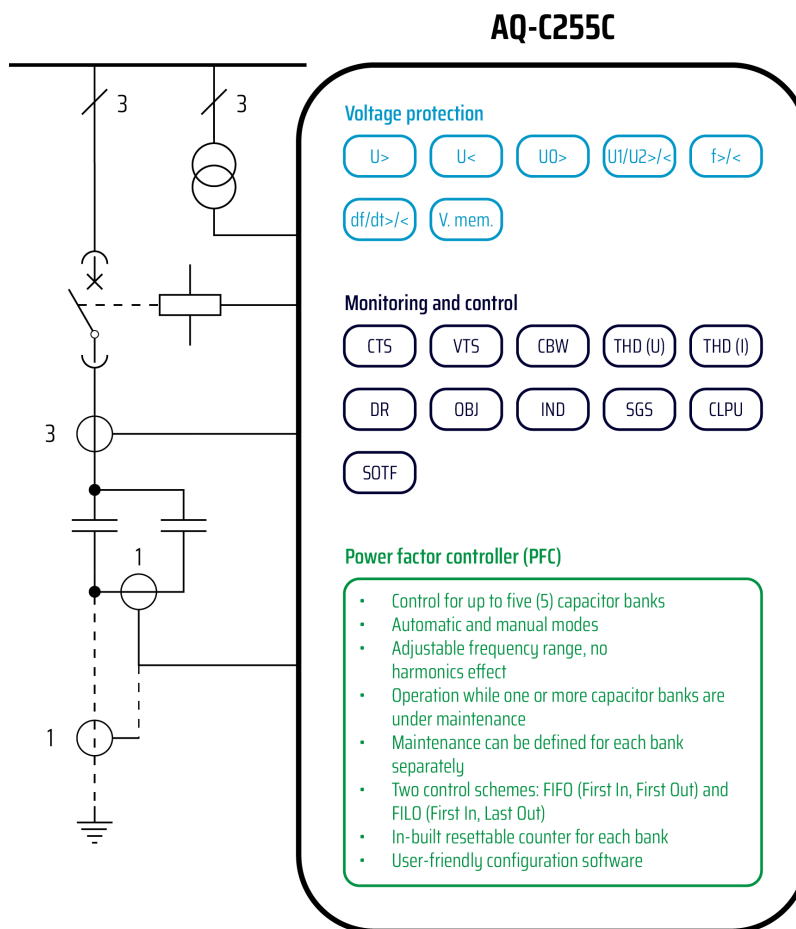 AQ-C255C
3
3
Voltage protection
U>
U<
U0>
U1/U2>/<
f>/<
df/dt>/<
V. mem.
Monitoring and control
CTS
VTS
CBW
THD (U)
THD (I)
DR
OBJ
IND
SGS
CLPU
SOTF
3
1
1
Power factor controller (PFC)
• Control for up to five (5) capacitor banks
• Automatic and manual modes
• Adjustable frequency range, no
harmonics effect
• Operation while one or more capacitor banks are
under maintenance
• Maintenance can be defined for each bank
separately
• Two control schemes: FIFO (First In, First Out) and
FILO (First In, Last Out)
• In-built resettable counter for each bank
• User-friendly configuration software